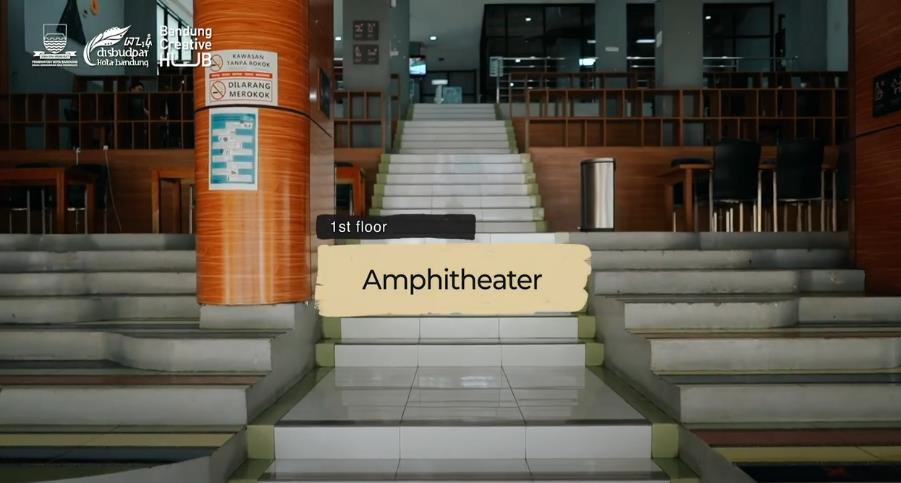 disbudpar
kota bandung
Bandung
Creative
HUB
KAWASAN
TANPA ROKOK
DILARANG
MEROKOK
1st floor
Amphitheater